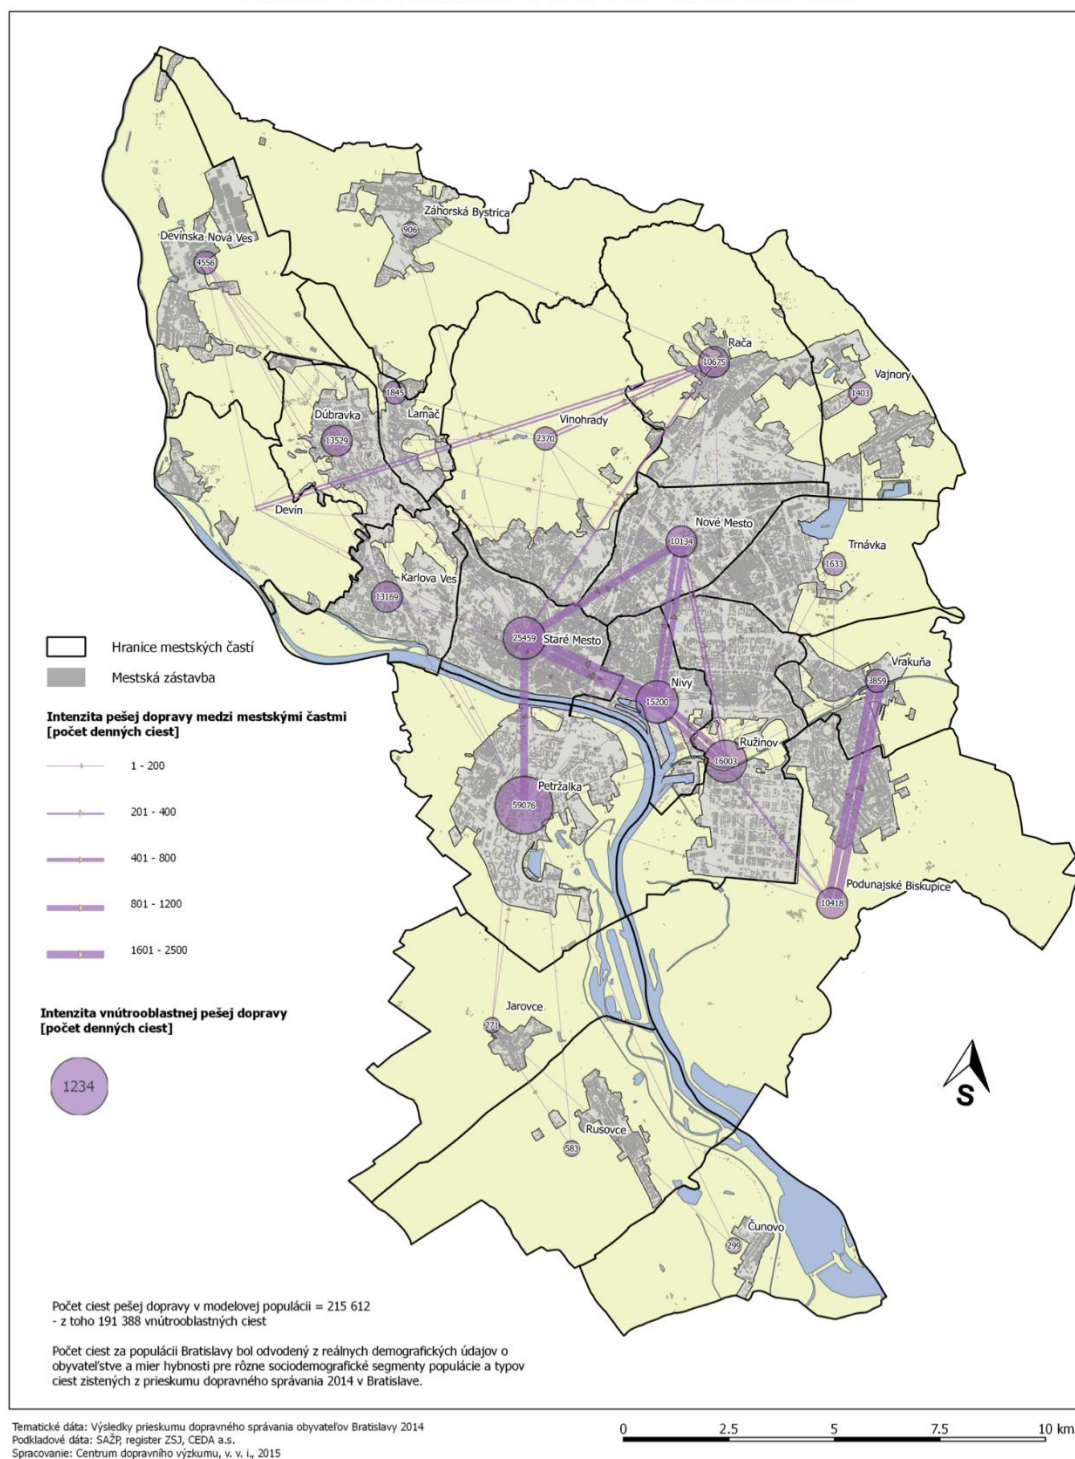 Záhorská Bystrica
906
Devínska Nová Ves
4556
Rača
10675
Vajnory
1403
1845
Lamač
Dúbravka
13529
Vinohrady
2370
Devín
Nové Mesto
10134
Trnávka
1633
Karlova Ves
13169
25459
Staré Mesto
Vrakuňa
3859
Nivy
15200
Ružinov
16003
Petržalka
59076
Podunajské Biskupice
10418
Jarovce
271
Rusovce
583
Čunovo
299
Hranice mestských častí
Mestská zástavba
Intenzita pešej dopravy medzi mestskými častmi
[počet denných ciest]
1 - 200
201 - 400
401 - 800
801 - 1200
1601 - 2500
Intenzita vnútrooblastnej pešej dopravy
[počet denných ciest]
1234
S
Počet ciest pešej dopravy v modelovej populácii = 215 612
- z toho 191 388 vnútrooblastných ciest
Počet ciest za populácii Bratislavy bol odvodený z reálnych demografických údajov o
obyvateľstve a mier hybnosti pre rôzne sociodemografické segmenty populácie a typov
ciest zistených z prieskumu dopravného správania 2014 v Bratislave.
Tematické dáta: Výsledky prieskumu dopravného správania obyvateľov Bratislavy 2014
Podkladové dáta: SAŽP, register ZSJ, CEDA a.s.
Spracovanie: Centrum dopravního výzkumu, v. v. i., 2015
0 2.5 5 7.5 10 km